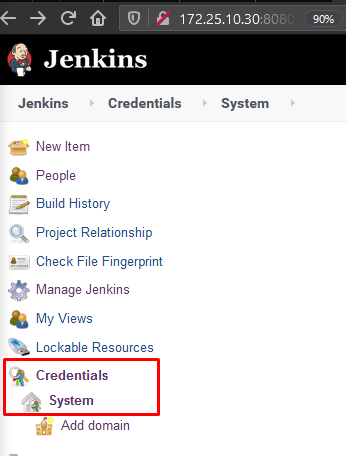 172.25.10.30:8080 90%
Jenkins
Jenkins Credentials System
New Item
People
Build History
Project Relationship
Check File Fingerprint
Manage Jenkins
My Views
Lockable Resources
Credentials
System
Add domain